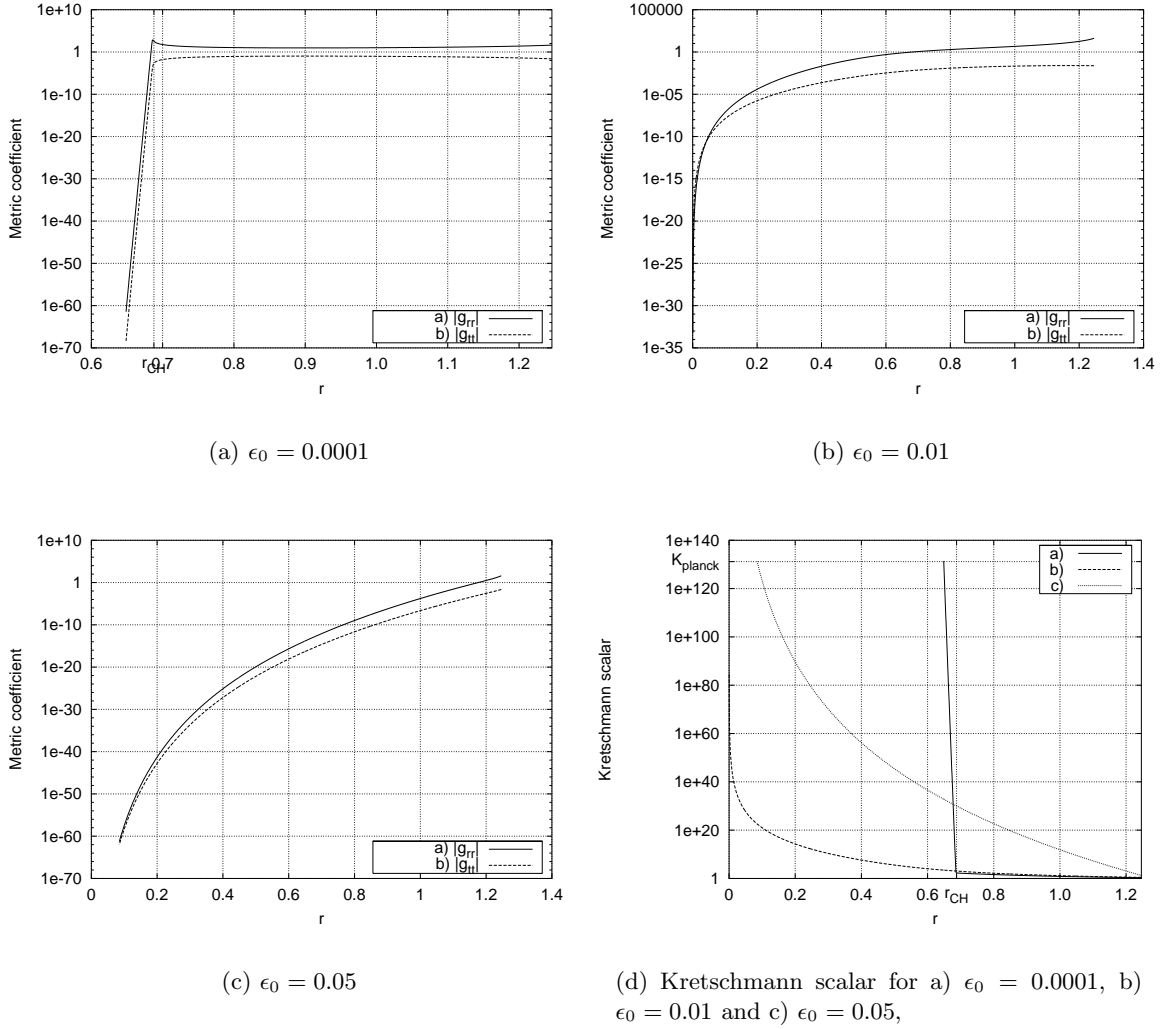 1e+10
1
1e-10
1e-20
1e-30
1e-40
1e-50
1e-60
1e-70
Metric coefficient
0.6 r_CH 0.7 0.8 0.9 1.0 1.1 1.2
r
a) |g_rr|
b) |g_tt|
(a) ϵ₀ = 0.0001
100000
1
1e-05
1e-10
1e-15
1e-20
1e-25
1e-30
1e-35
Metric coefficient
0 0.2 0.4 0.6 0.8 1 1.2 1.4
r
a) |g_rr|
b) |g_tt|
(b) ϵ₀ = 0.01
1e+10
1
1e-10
1e-20
1e-30
1e-40
1e-50
1e-60
1e-70
Metric coefficient
0 0.2 0.4 0.6 0.8 1 1.2 1.4
r
a) |g_rr|
b) |g_tt|
(c) ϵ₀ = 0.05
1e+140
K_planck
1e+120
1e+100
1e+80
1e+60
1e+40
1e+20
1
Kretschmann scalar
0.0 0.2 0.4 0.6 r_CH 0.8 1.0 1.2
r
a)
b)
c)
(d) Kretschmann scalar for a) ϵ₀ = 0.0001, b)
ϵ₀ = 0.01 and c) ϵ₀ = 0.05,